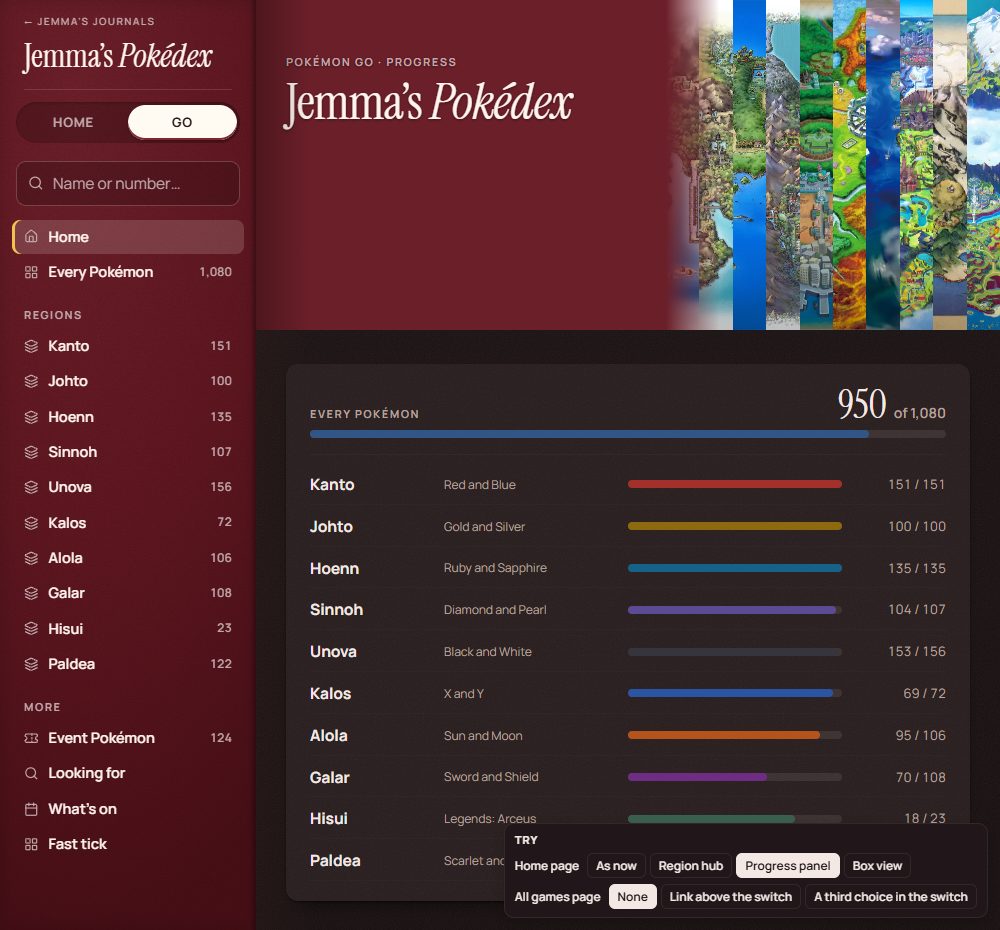 ← JEMMA'S JOURNALS
Jemma's Pokédex
HOME GO
Name or number...
Home
Every Pokémon 1,080
REGIONS
Kanto 151
Johto 100
Hoenn 135
Sinnoh 107
Unova 156
Kalos 72
Alola 106
Galar 108
Hisui 23
Paldea 122
MORE
Event Pokémon 124
Looking for
What's on
Fast tick
POKÉMON GO · PROGRESS
Jemma's Pokédex
EVERY POKÉMON 950 of 1,080
Kanto Red and Blue 151 / 151
Johto Gold and Silver 100 / 100
Hoenn Ruby and Sapphire 135 / 135
Sinnoh Diamond and Pearl 104 / 107
Unova Black and White 153 / 156
Kalos X and Y 69 / 72
Alola Sun and Moon 95 / 106
Galar Sword and Shield 70 / 108
Hisui Legends: Arceus 18 / 23
Paldea Scarlet and
TRY
Home page As now Region hub Progress panel Box view
All games page None Link above the switch A third choice in the switch